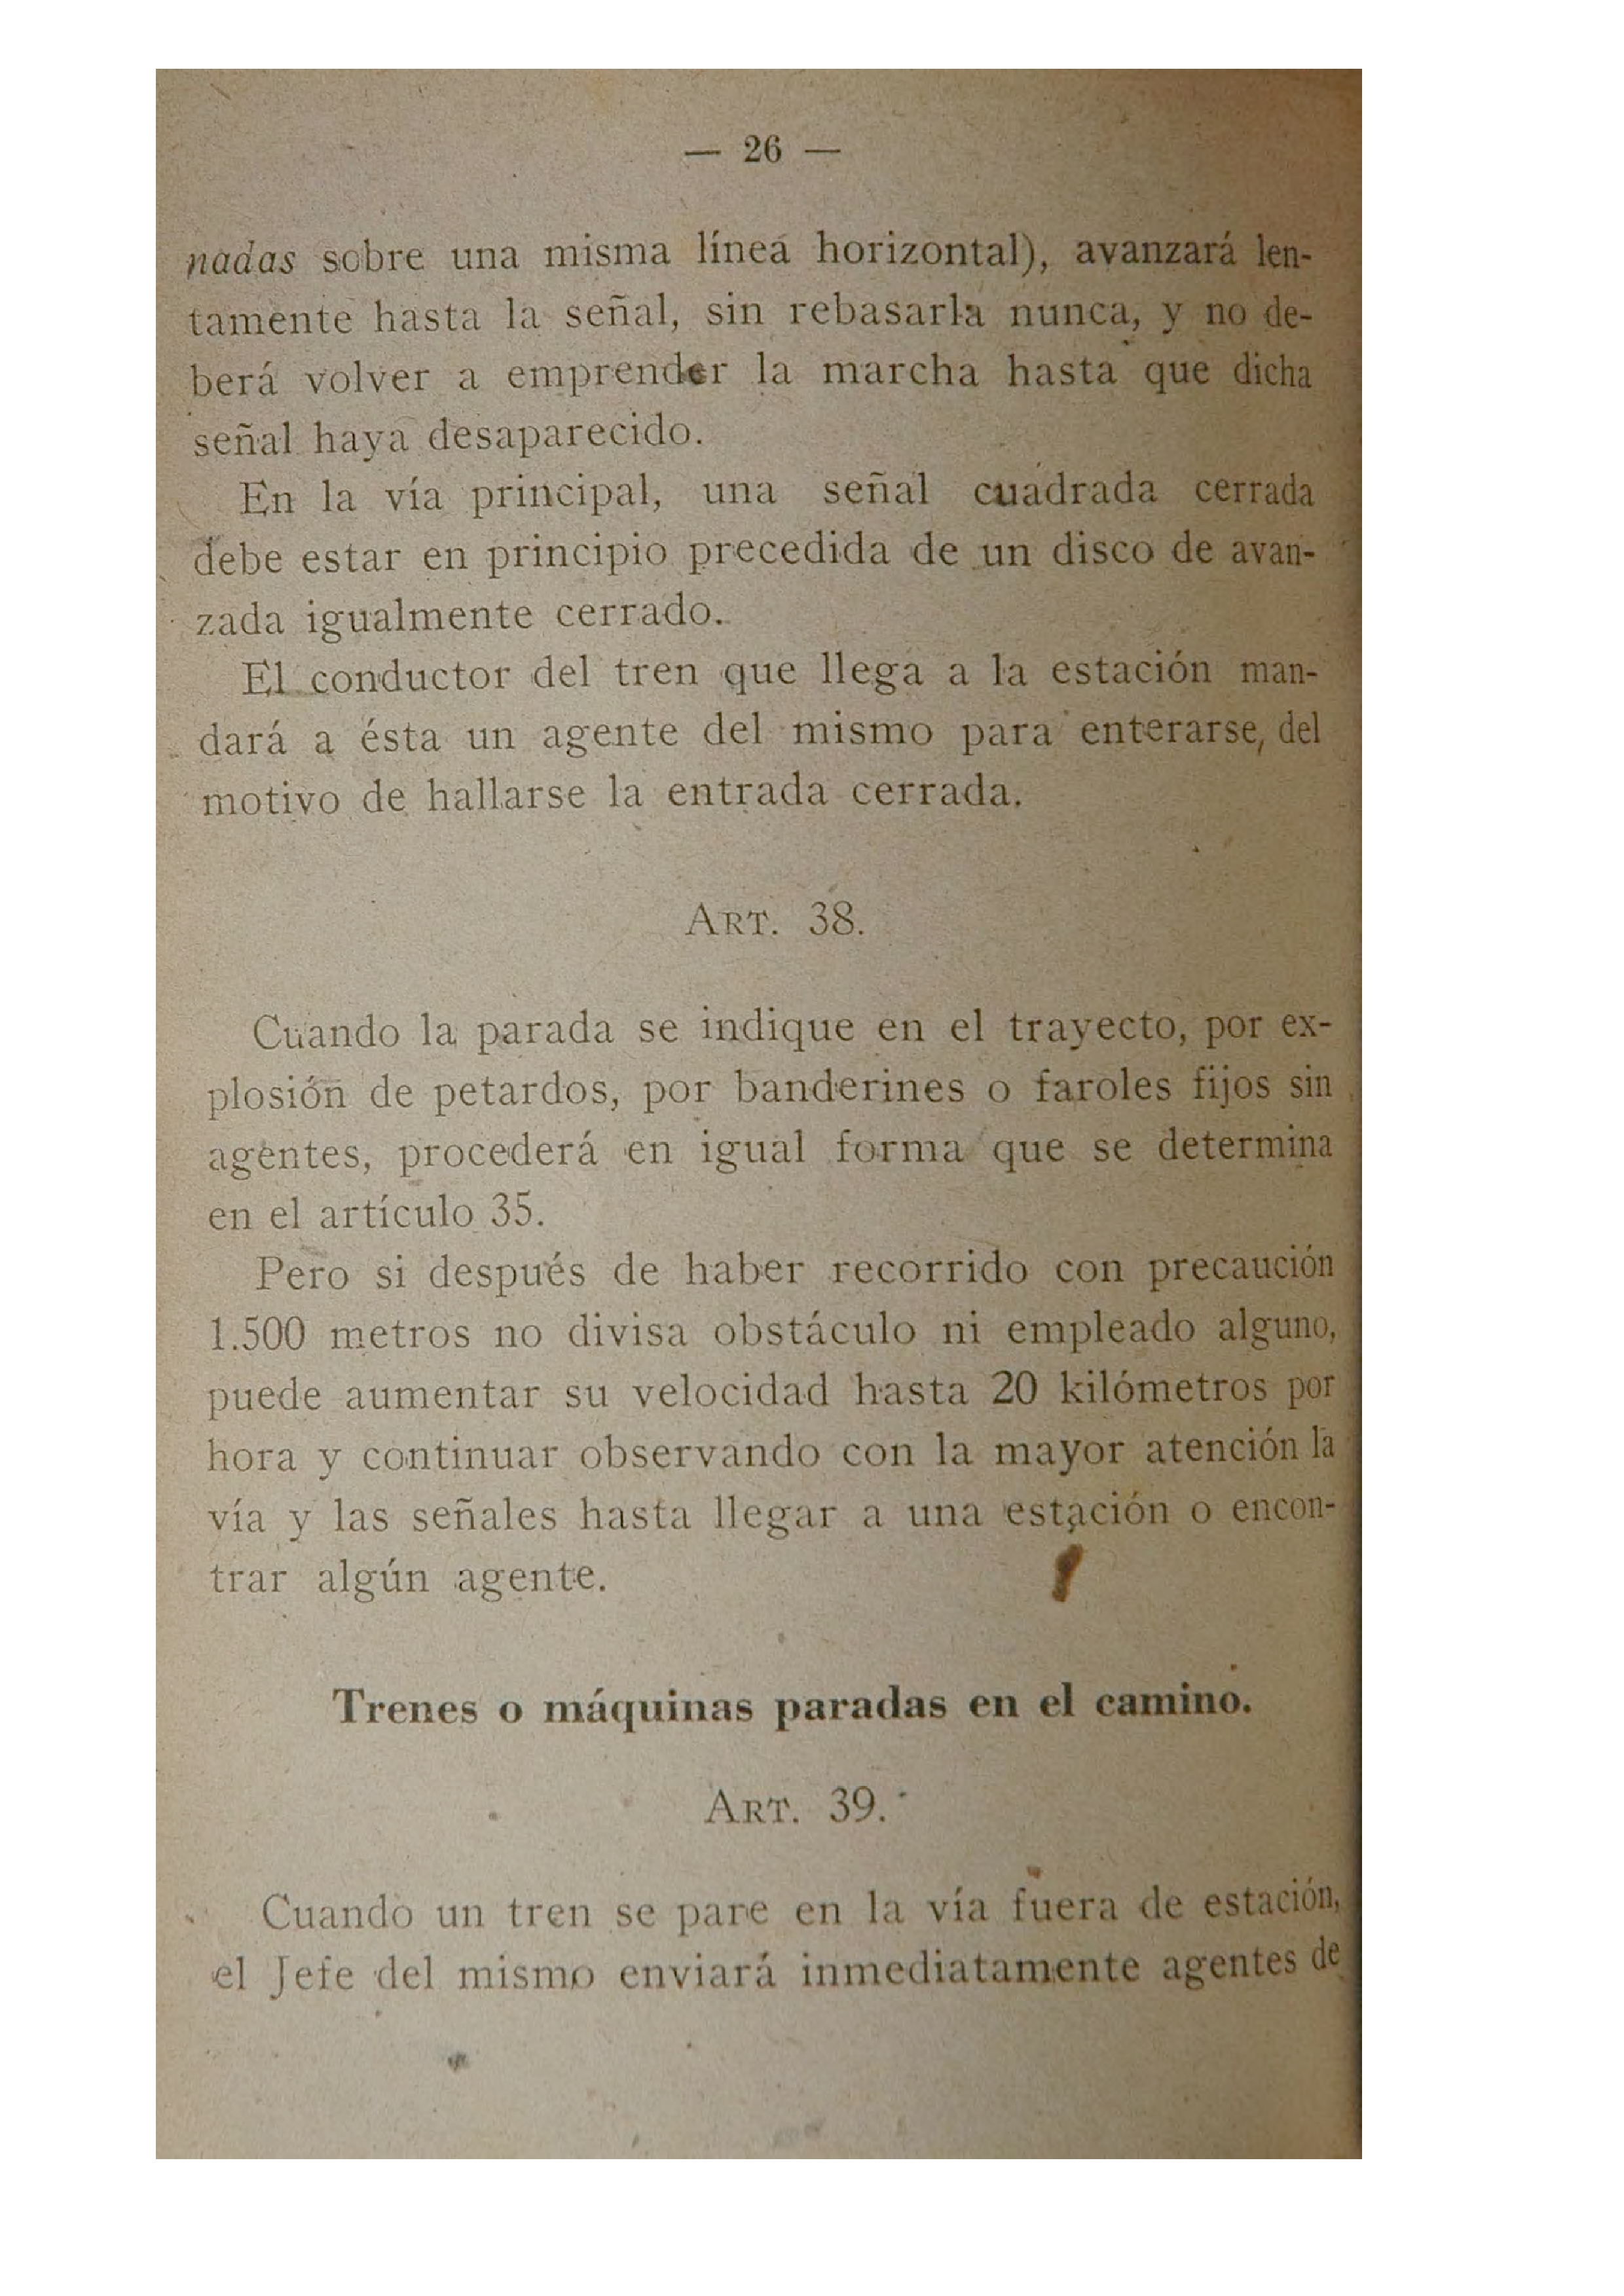 — 26 —
nadas sobre una misma línea horizontal), avanzará len-
tamente hasta la señal, sin rebasarla nunca, y no de-
berá volver a emprender la marcha hasta que dicha
señal haya desaparecido.
En la vía principal, una señal cuadrada cerrada
debe estar en principio precedida de un disco de avan-
zada igualmente cerrado.
El conductor del tren que llega a la estación man-
dará a ésta un agente del mismo para enterarse, del
motivo de hallarse la entrada cerrada.
ART. 38.
Cuando la parada se indique en el trayecto, por ex-
plosión de petardos, por banderines o faroles fijos sin
agentes, procederá en igual forma que se determina
en el artículo 35.
Pero si después de haber recorrido con precaución
1.500 metros no divisa obstáculo ni empleado alguno,
puede aumentar su velocidad hasta 20 kilómetros por
hora y continuar observando con la mayor atención la
vía y las señales hasta llegar a una estación o encon-
trar algún agente.
Trenes o máquinas paradas en el camino.
ART. 39.
Cuando un tren se pare en la vía fuera de estación,
el Jefe del mismo enviará inmediatamente agentes de